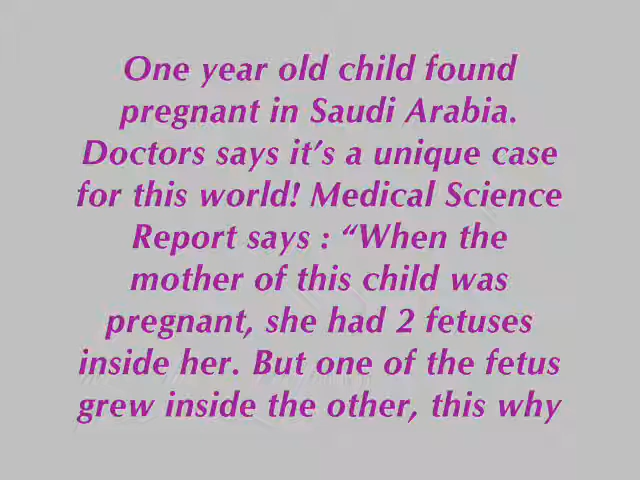 One year old child found
pregnant in Saudi Arabia.
Doctors says it's a unique case
for this world! Medical Science
Report says : “When the
mother of this child was
pregnant, she had 2 fetuses
inside her. But one of the fetus
grew inside the other, this why